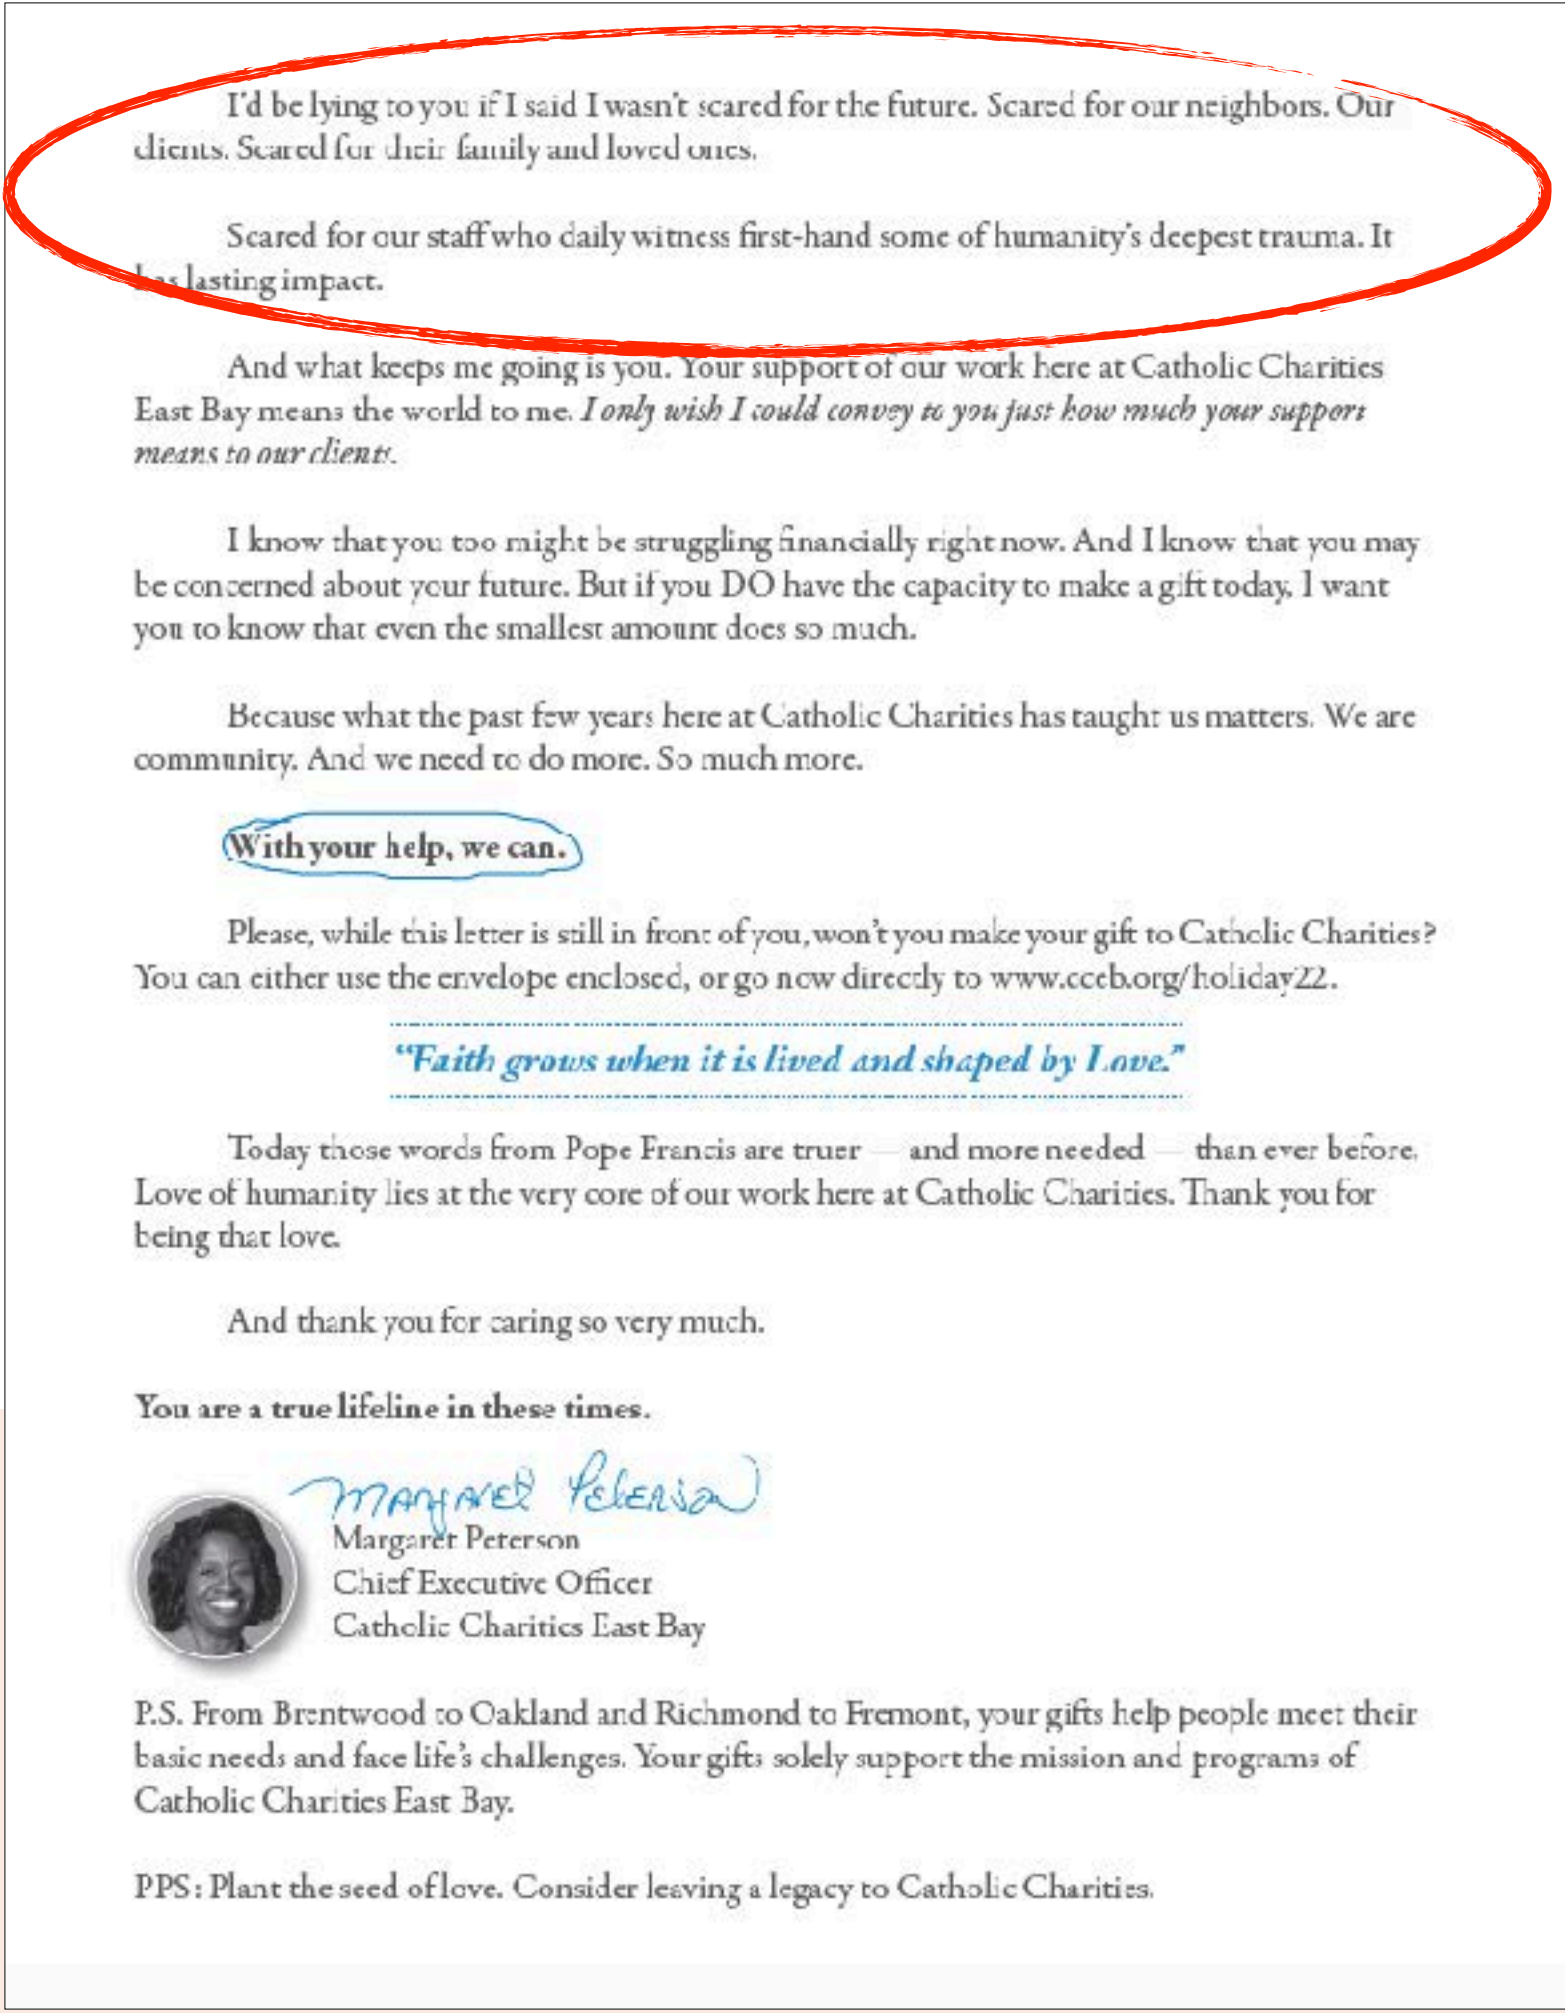 I'd be lying to you if I said I wasn't scared for the future. Scared for our neighbors. Our
clients. Scared for their family and loved ones.
Scared for our staff who daily witness first-hand some of humanity's deepest trauma. It
has lasting impact.
And what keeps me going is you. Your support of our work here at Catholic Charities
East Bay means the world to me. I only wish I could convey to you just how much your support
means to our clients.
I know that you too might be struggling financially right now. And I know that you may
be concerned about your future. But if you DO have the capacity to make a gift today, I want
you to know that even the smallest amount does so much.
Because what the past few years here at Catholic Charities has taught us matters. We are
community. And we need to do more. So much more.
With your help, we can.
Please, while this letter is still in front of you, won't you make your gift to Catholic Charities?
You can either use the envelope enclosed, or go now directly to www.cceb.org/holiday22.
"Faith grows when it is lived and shaped by Love."
Today those words from Pope Francis are truer — and more needed — than ever before.
Love of humanity lies at the very core of our work here at Catholic Charities. Thank you for
being that love.
And thank you for caring so very much.
You are a true lifeline in these times.
Margaret Peterson
Margaret Peterson
Chief Executive Officer
Catholic Charities East Bay
P.S. From Brentwood to Oakland and Richmond to Fremont, your gifts help people meet their
basic needs and face life's challenges. Your gifts solely support the mission and programs of
Catholic Charities East Bay.
PPS: Plant the seed of love. Consider leaving a legacy to Catholic Charities.